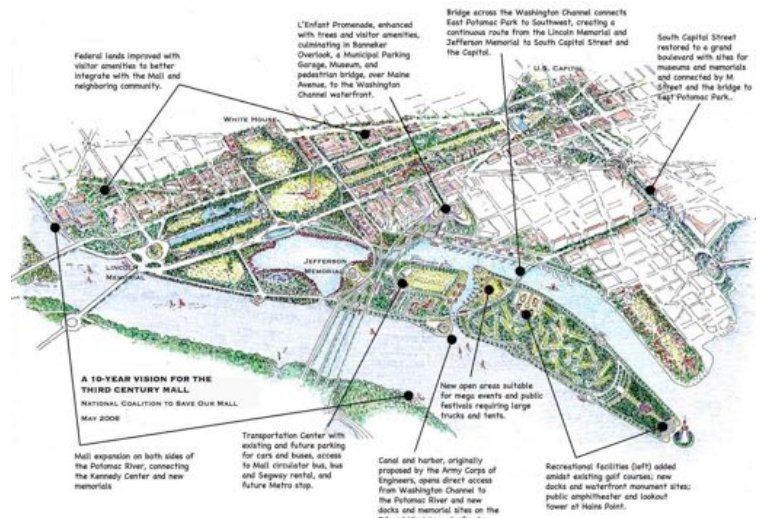 Federal lands improved with
visitor amenities to better
integrate with the Mall and
neighboring community.
L'Enfant Promenade, enhanced
with trees and visitor amenities,
culminating in Banneker
Overlook, a Municipal Parking
Garage, Museum, and
pedestrian bridge, over Maine
Avenue, to the Washington
Channel waterfront.
Bridge across the Washington Channel connects
East Potomac Park to Southwest, creating a
continuous route from the Lincoln Memorial and
Jefferson Memorial to South Capitol Street and
the Capitol.
South Capitol Street
restored to a grand
boulevard with sites for
museums and memorials
and connected by M
Street and the bridge to
East Potomac Park.
U.S. CAPITOL
WHITE HOUSE
LINCOLN
MEMORIAL
JEFFERSON
MEMORIAL
A 10-YEAR VISION FOR THE
THIRD CENTURY MALL
NATIONAL COALITION TO SAVE OUR MALL
MAY 2006
Mall expansion on both sides of
the Potomac River, connecting
the Kennedy Center and new
memorials
Transportation Center with
existing and future parking
for cars and buses, access
to Mall circulator bus, bus
and Segway rental, and
future Metro stop.
New open areas suitable
for mega events and public
festivals requiring large
trucks and tents.
Canal and harbor, originally
proposed by the Army Corps of
Engineers, opens direct access
from Washington Channel to
the Potomac River and new
docks and memorial sites on the
Recreational facilities (left) added
amidst existing golf courses; new
docks and waterfront monument sites;
public amphitheater and lookout
tower at Hains Point.